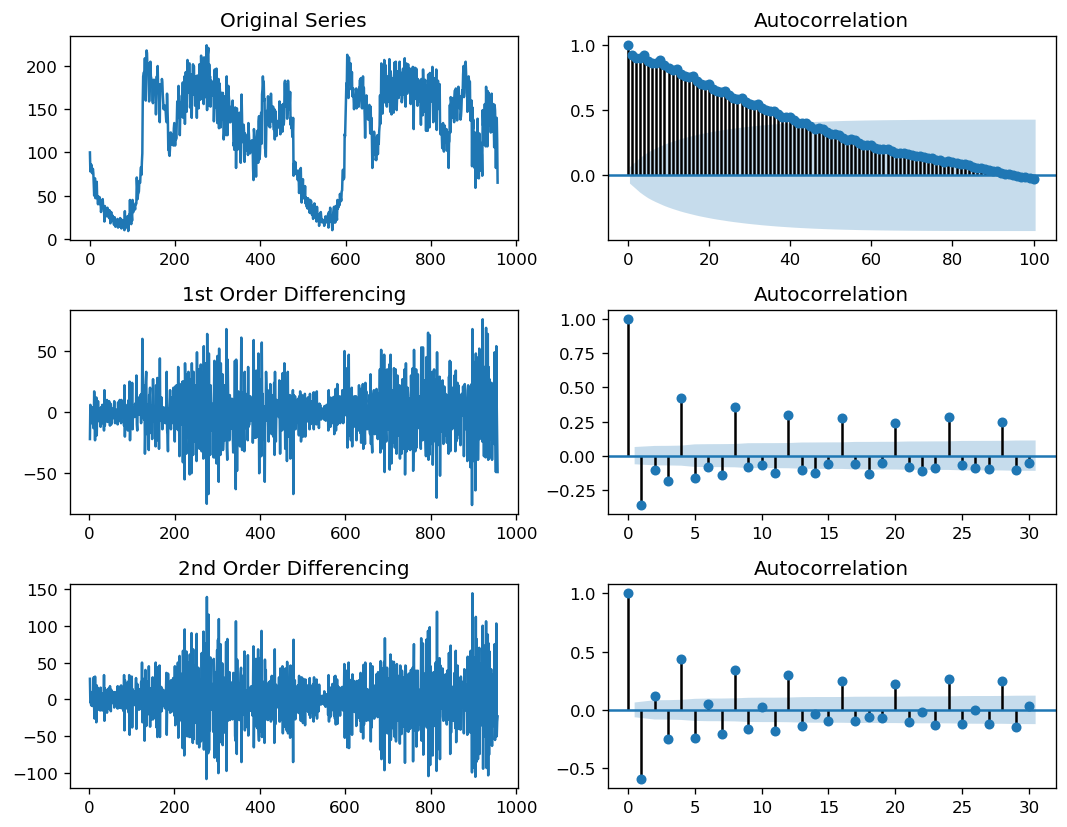 Original Series
200
150
100
50
0
0 200 400 600 800 1000
Autocorrelation
1.0
0.5
0.0
0 20 40 60 80 100
1st Order Differencing
50
0
−50
0 200 400 600 800 1000
Autocorrelation
1.00
0.75
0.50
0.25
0.00
−0.25
0 5 10 15 20 25 30
2nd Order Differencing
150
100
50
0
−50
−100
0 200 400 600 800 1000
Autocorrelation
1.0
0.5
0.0
−0.5
0 5 10 15 20 25 30